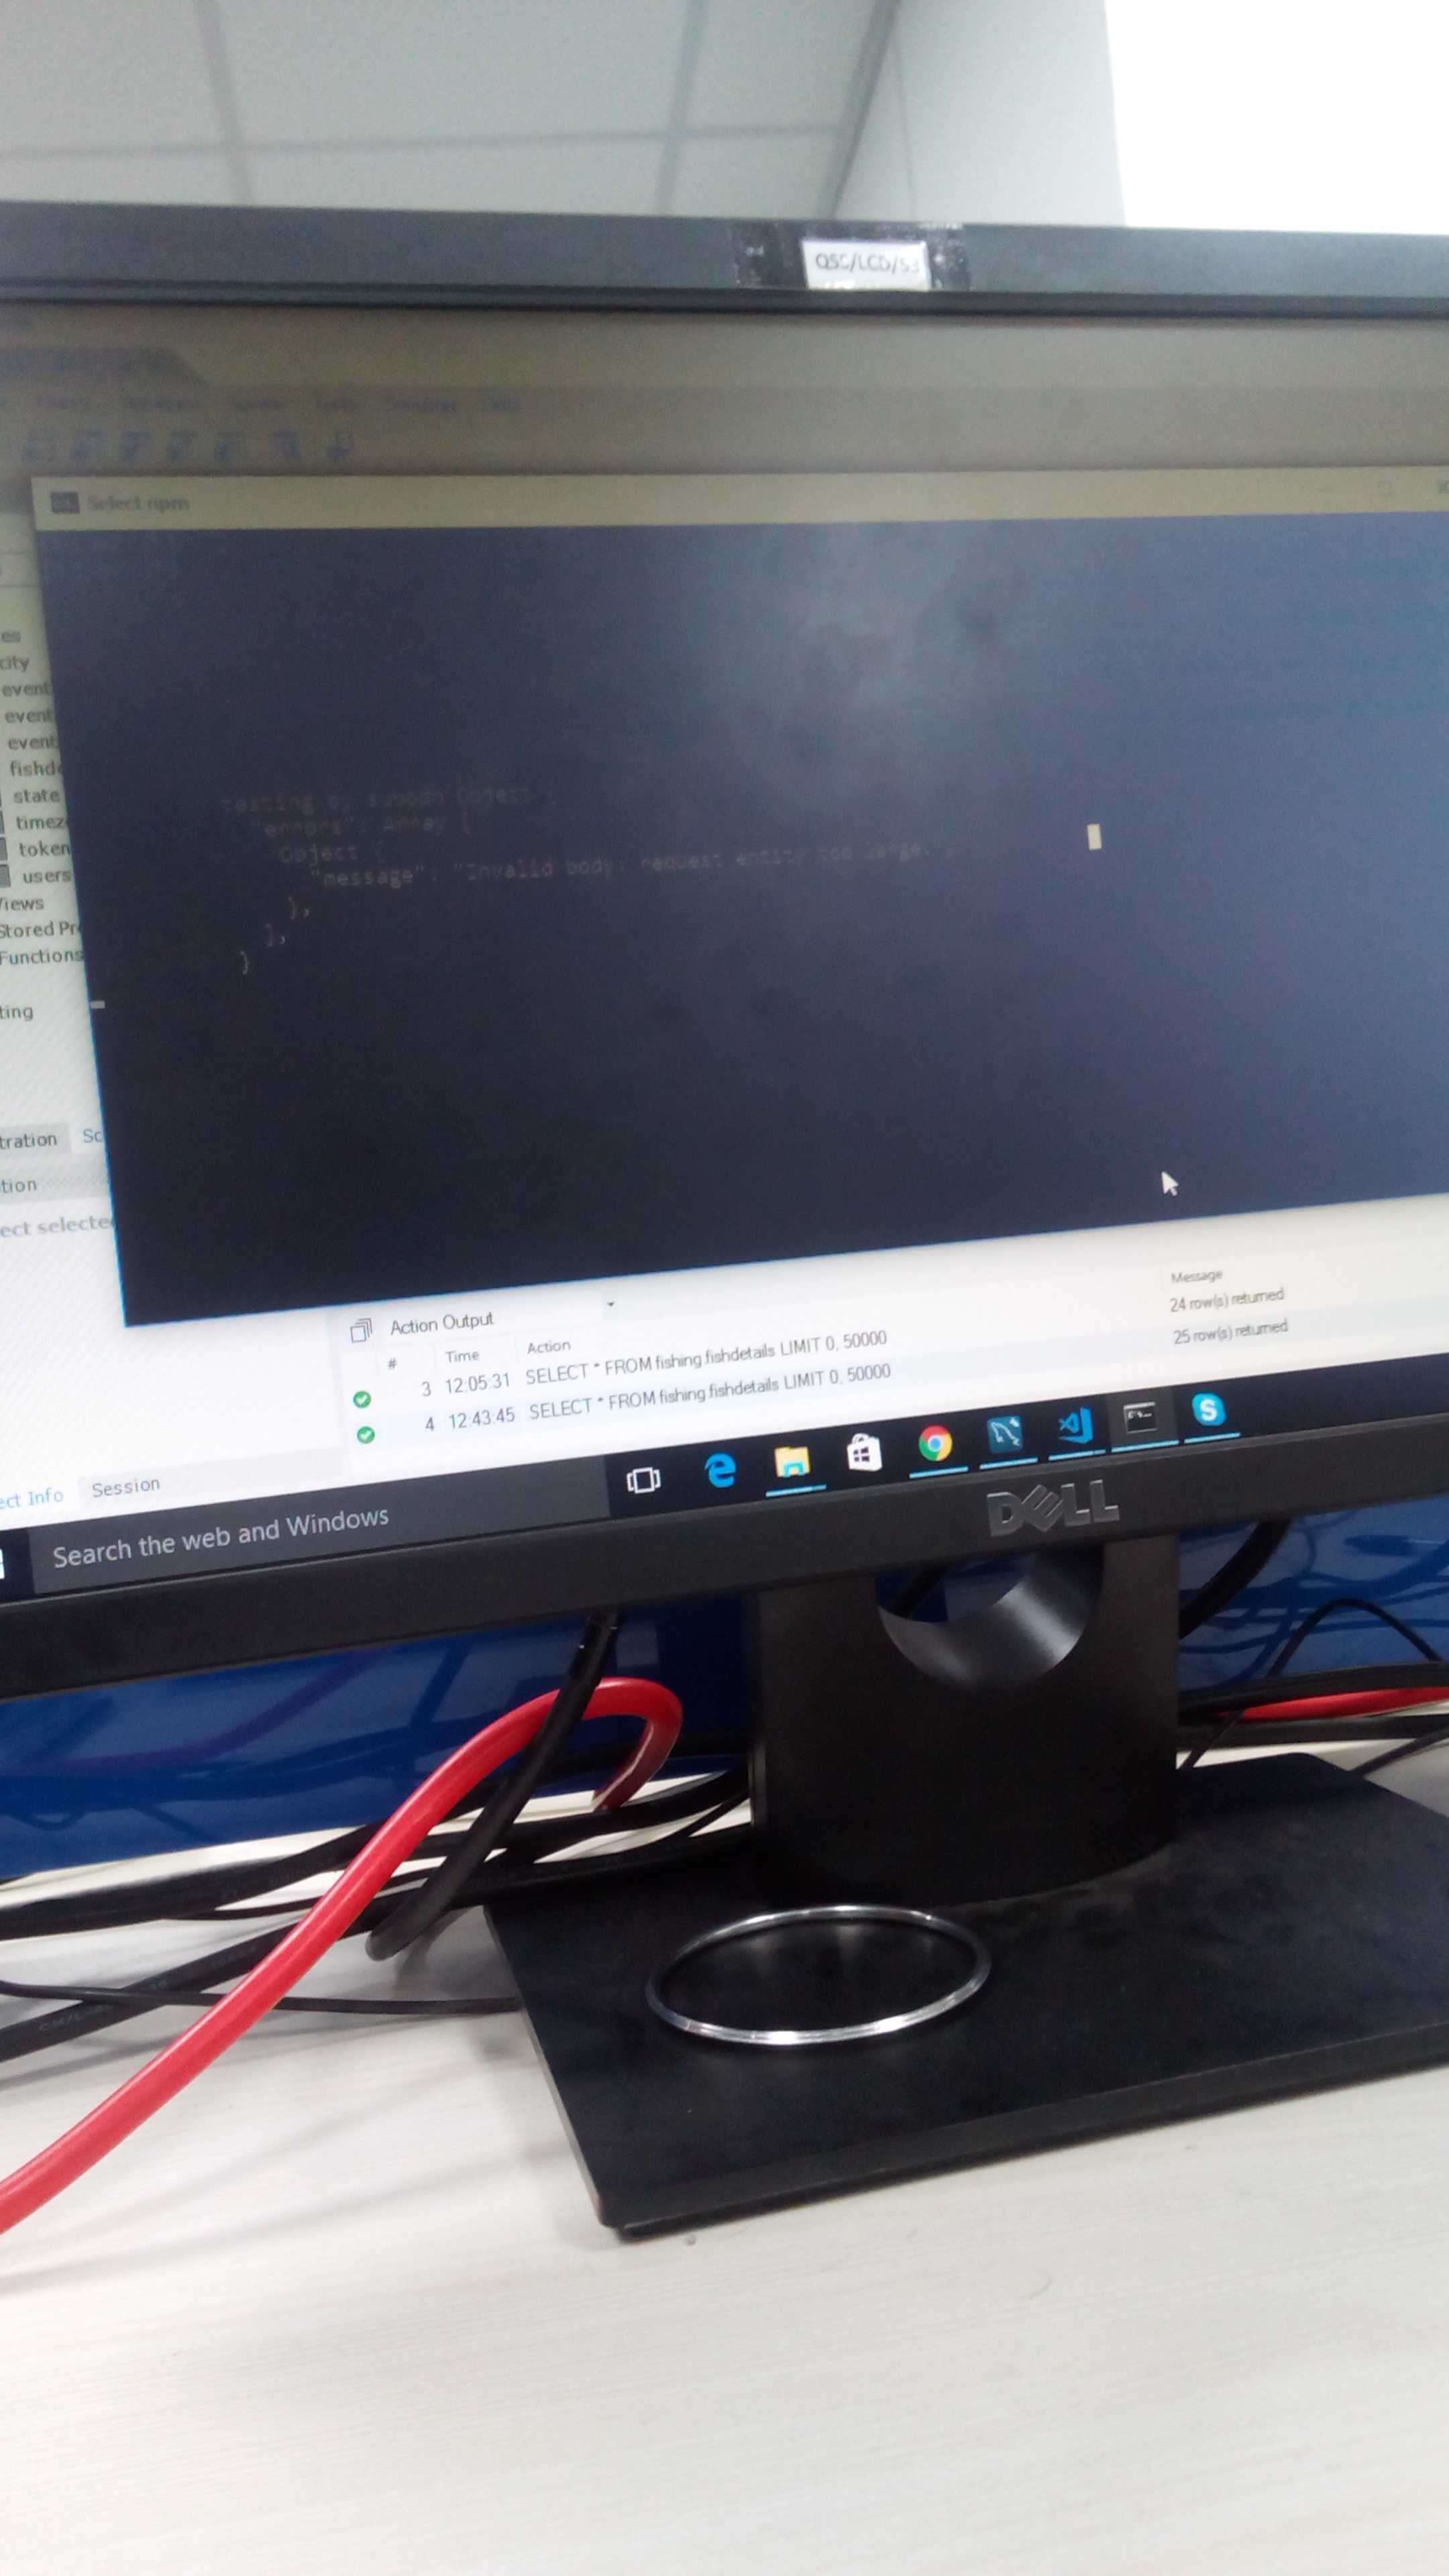 QSC/LCD/53
Select npm
testing by subodh Object {
"errors": Array [
Object {
"message": "Invalid body: request entity too large.",
},
],
}
es
city
event
event
event
fishde
state
timez
token
users
Views
Stored Pr
Functions
ting
tration Sc
tion
ect selected
Action Output
# Time Action Message
3 12:05:31 SELECT * FROM fishing.fishdetails LIMIT 0, 50000 24 row(s) returned
4 12:43:45 SELECT * FROM fishing.fishdetails LIMIT 0, 50000 25 row(s) returned
ect Info Session
Search the web and Windows
DELL